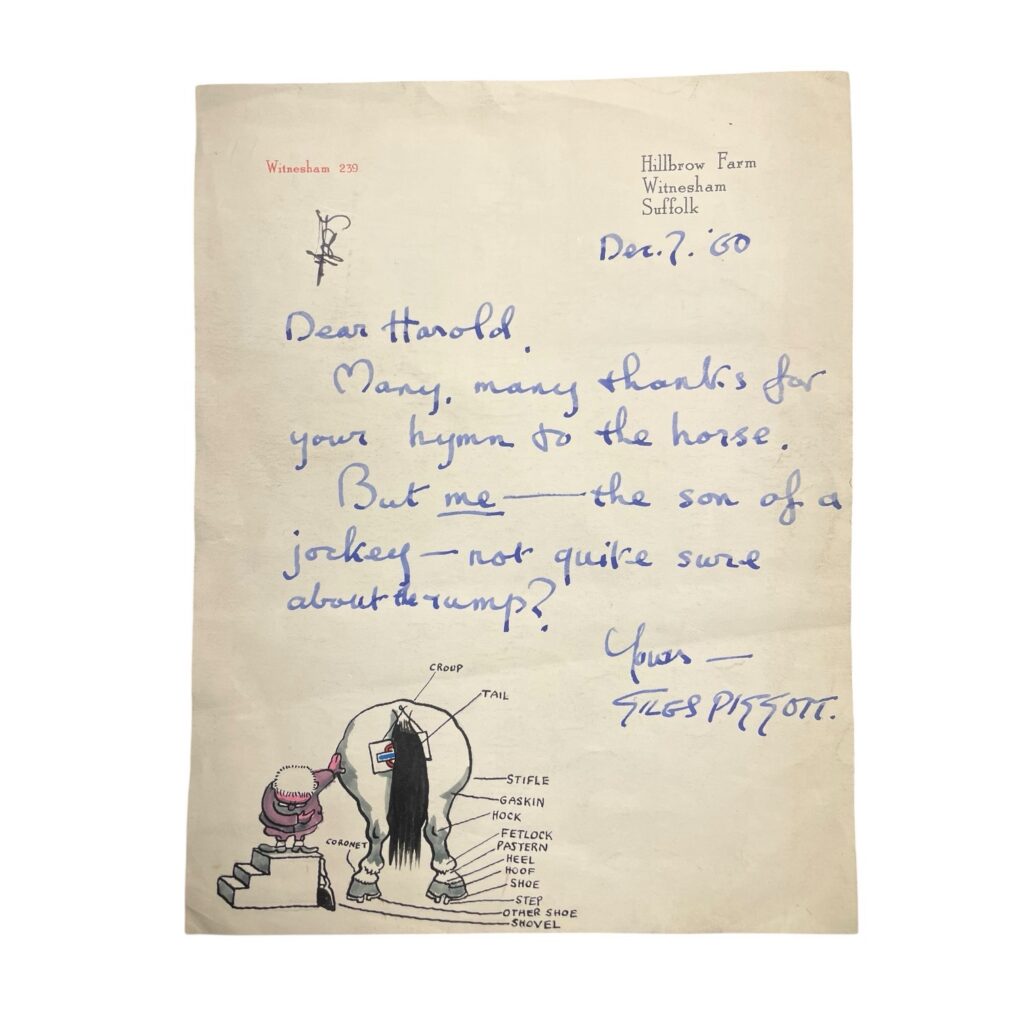 Witnesham 239
Hillbrow Farm
Witnesham
Suffolk
Dec. 7. '60
Dear Harold,
Many, many thanks for
your hymn to the horse.
But me — the son of a
jockey — not quite sure
about the rump?
Yours —
GILES PIGGOTT.
CROUP
TAIL
STIFLE
GASKIN
HOCK
CORONET
FETLOCK
PASTERN
HEEL
HOOF
SHOE
STEP
OTHER SHOE
SHOVEL